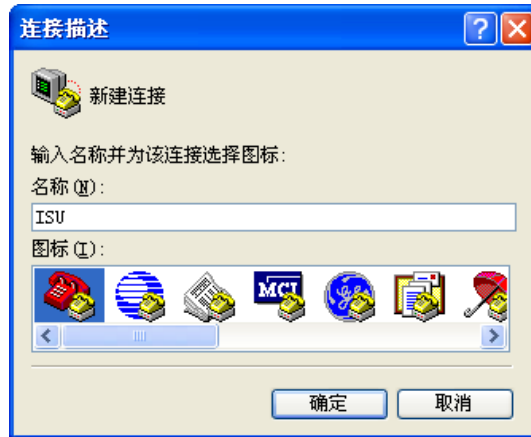 连接描述
新建连接
输入名称并为该连接选择图标:
名称(N):
ISU
图标(I):
MCI
确定 取消